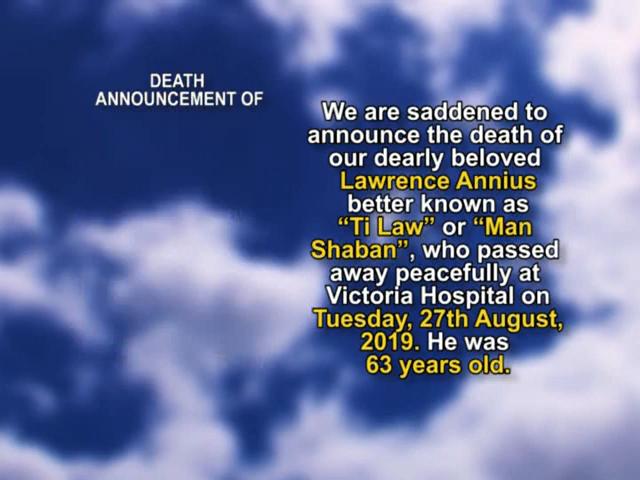 DEATH
ANNOUNCEMENT OF
We are saddened to
announce the death of
our dearly beloved
Lawrence Annius
better known as
“Ti Law” or “Man
Shaban”, who passed
away peacefully at
Victoria Hospital on
Tuesday, 27th August,
2019. He was
63 years old.